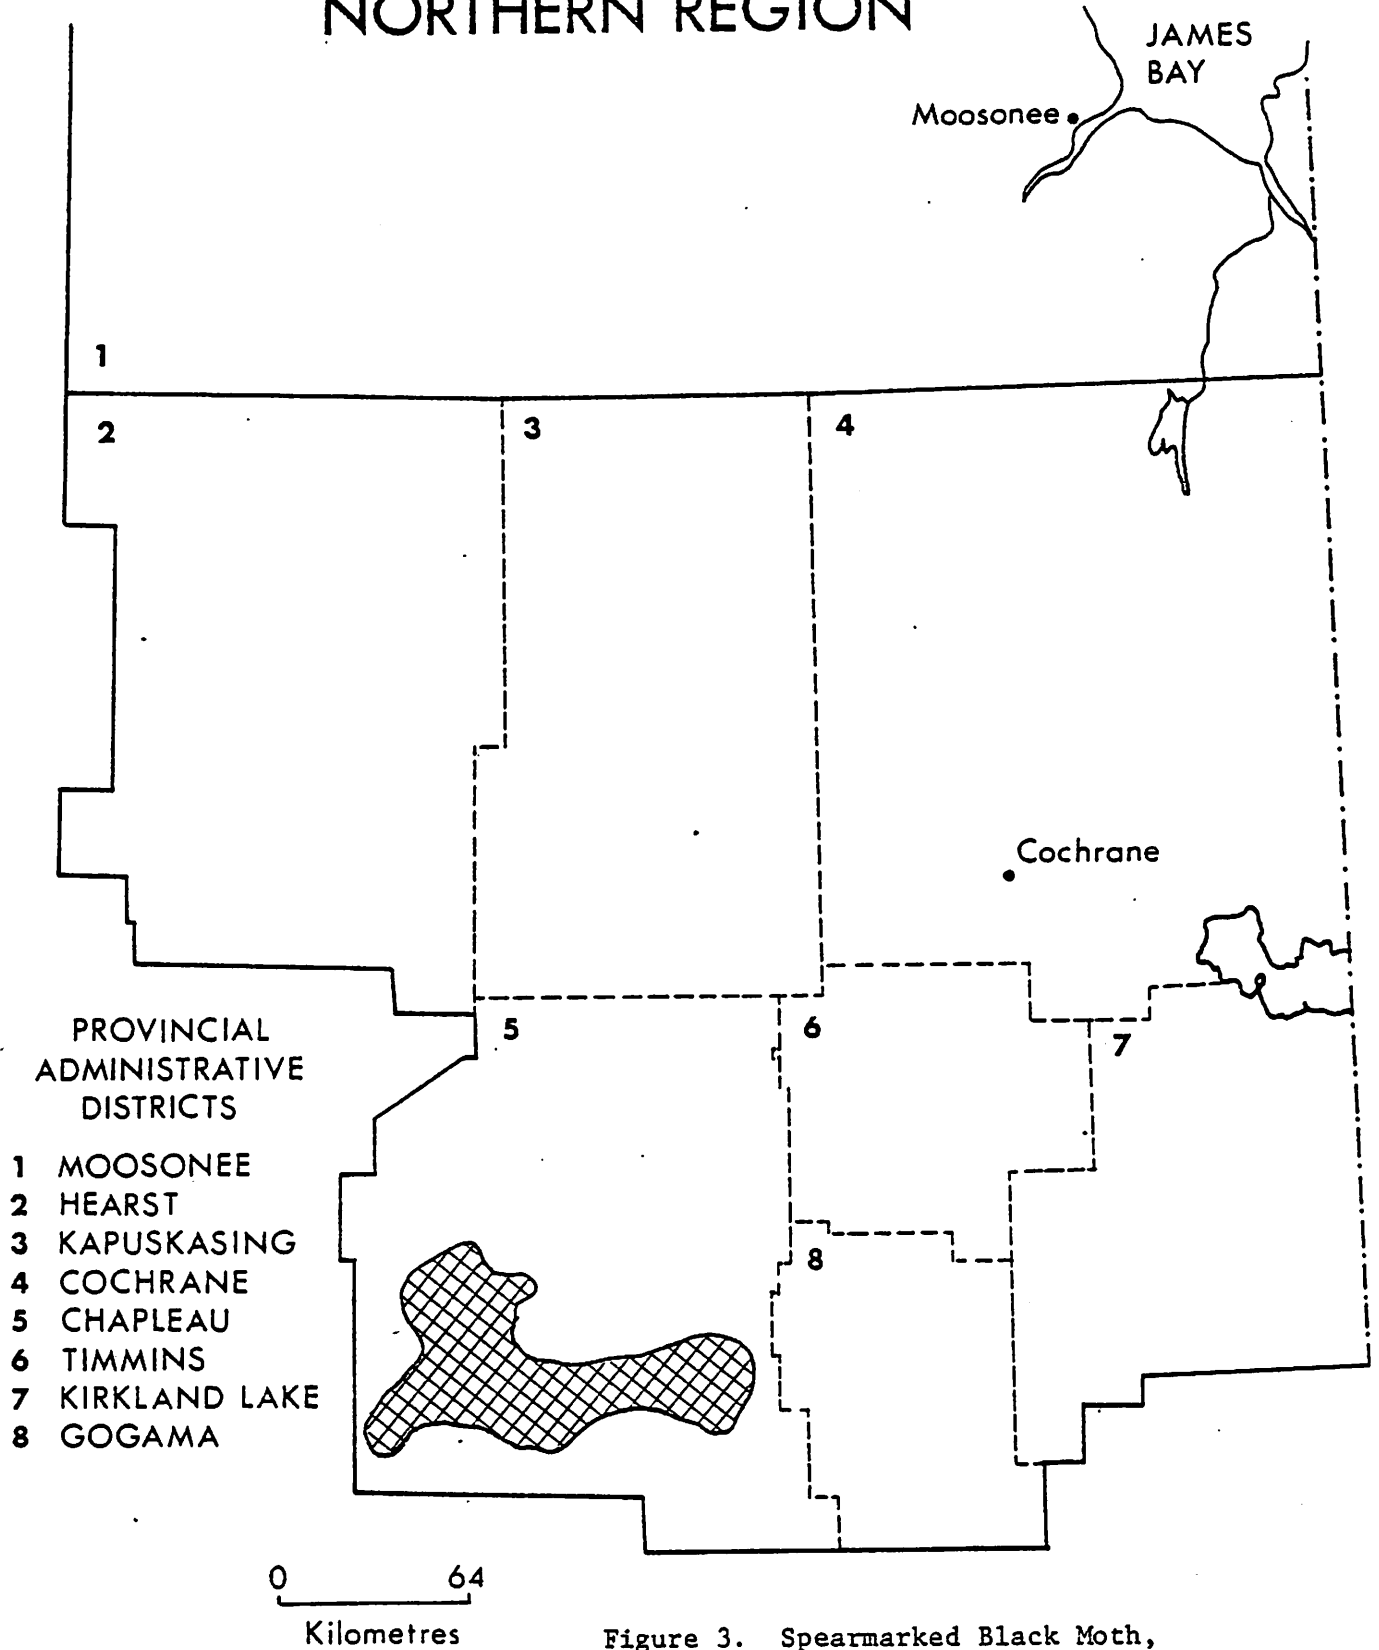 NORTHERN REGION
JAMES
BAY
Moosonee
1
2
3
4
Cochrane
5
6
7
8
PROVINCIAL
ADMINISTRATIVE
DISTRICTS
1 MOOSONEE
2 HEARST
3 KAPUSKASING
4 COCHRANE
5 CHAPLEAU
6 TIMMINS
7 KIRKLAND LAKE
8 GOGAMA
0 64
Kilometres
Figure 3. Spearmarked Black Moth,